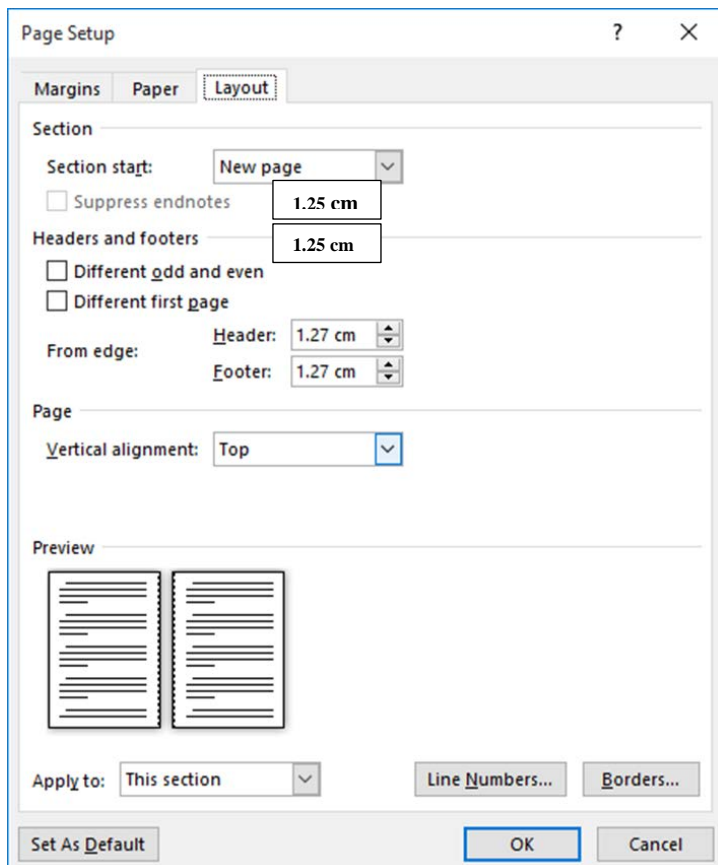 Page Setup ? ×
Margins Paper Layout
Section
Section start: New page
Suppress endnotes 1.25 cm
Headers and footers 1.25 cm
Different odd and even
Different first page
From edge:
Header: 1.27 cm
Footer: 1.27 cm
Page
Vertical alignment: Top
Preview
Apply to: This section Line Numbers... Borders...
Set As Default OK Cancel